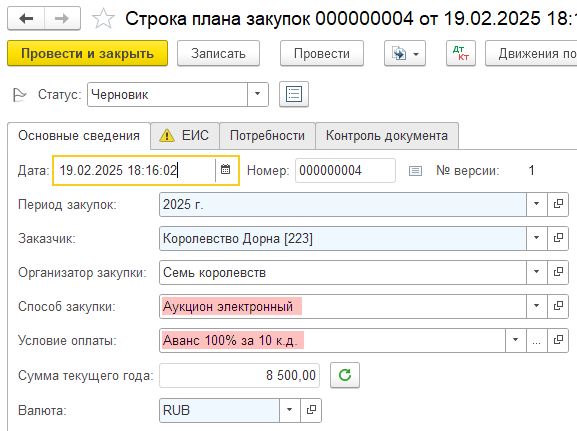 Строка плана закупок 000000004 от 19.02.2025 18:1
Провести и закрыть Записать Провести Дт Кт Движения по
Статус: Черновик
Основные сведения ЕИС Потребности Контроль документа
Дата: 19.02.2025 18:16:02 Номер: 000000004 № версии: 1
Период закупок: 2025 г.
Заказчик: Королевство Дорна [223]
Организатор закупки: Семь королевств
Способ закупки: Аукцион электронный
Условие оплаты: Аванс 100% за 10 к.д. ...
Сумма текущего года: 8 500,00
Валюта: RUB